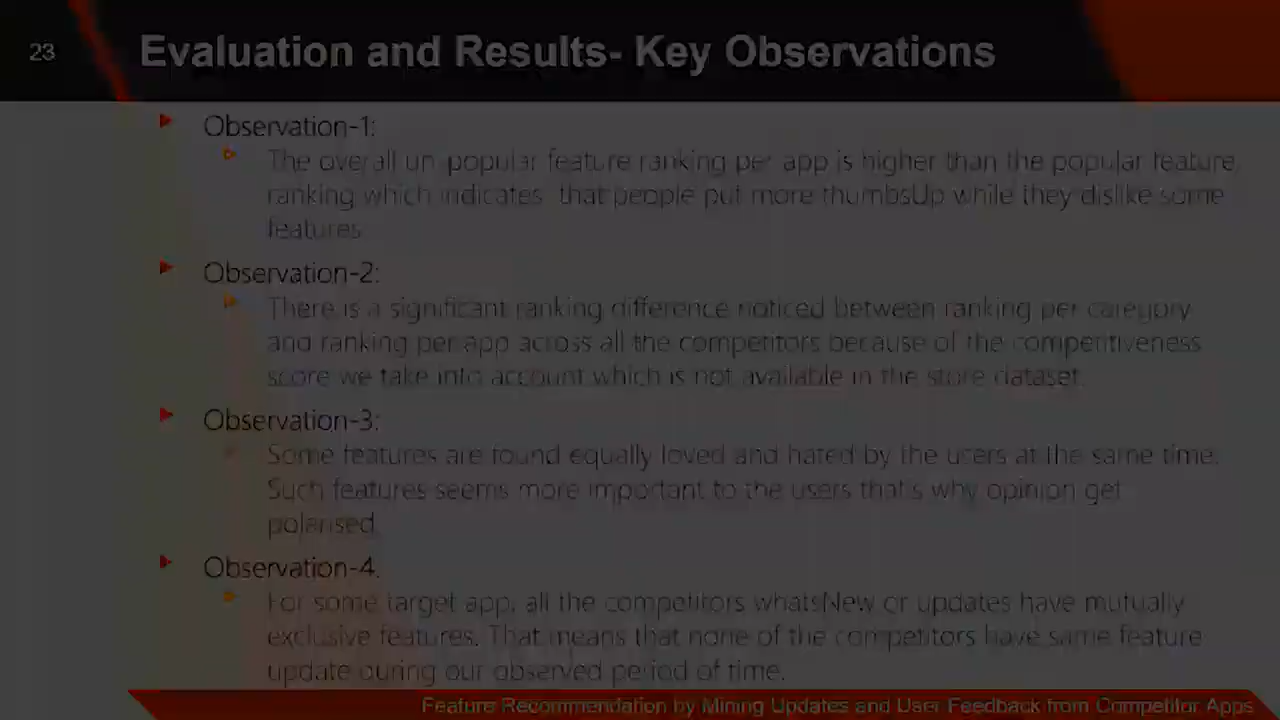 23
Evaluation and Results- Key Observations
Observation-1:
The overall un-popular feature ranking per app is higher than the popular feature
ranking which indicates that people put more thumbsUp while they dislike some
features.
Observation-2:
There is a significant ranking difference noticed between ranking per category
and ranking per app across all the competitors because of the competitiveness
score we take into account which is not available in the store dataset.
Observation-3:
Some features are found equally loved and hated by the users at the same time.
Such features seems more important to the users that's why opinion get
polarised.
Observation-4:
For some target app, all the competitors whatsNew or updates have mutually
exclusive features. That means that none of the competitors have same feature
update during our observed period of time.
Feature Recommendation by Mining Updates and User Feedback from Competitor Apps